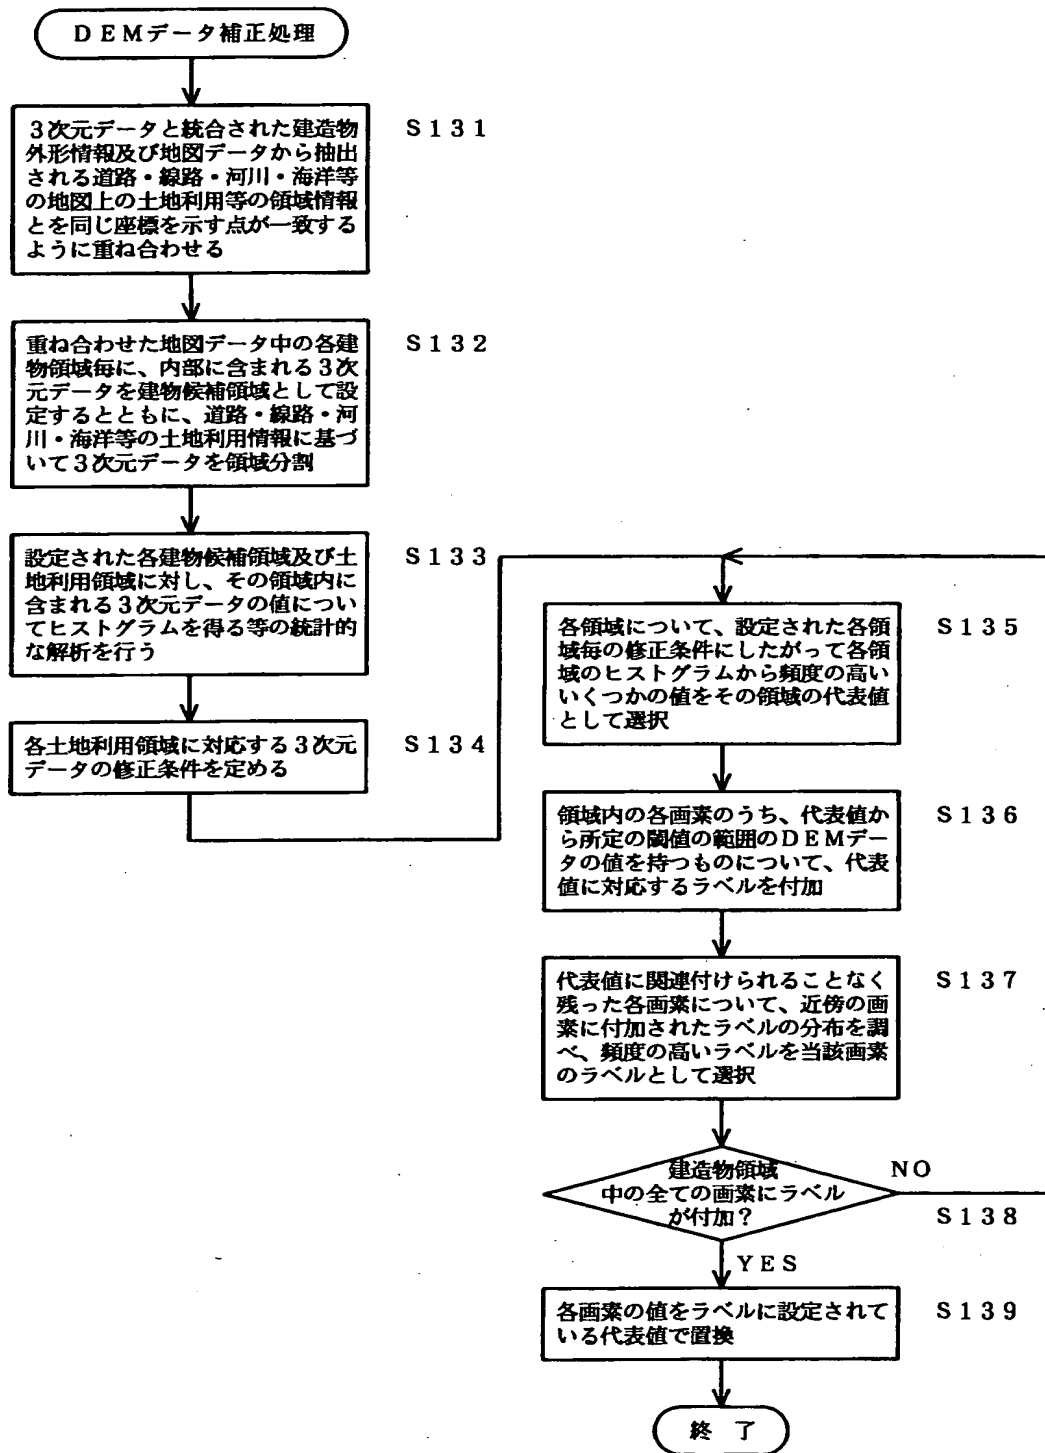 DEMデータ補正処理
3次元データと統合された建造物
外形情報及び地図データから抽出
される道路・線路・河川・海洋等
の地図上の土地利用等の領域情報
とを同じ座標を示す点が一致する
ように重ね合わせる
S131
重ね合わせた地図データ中の各建
物領域毎に、内部に含まれる3次
元データを建物候補領域として設
定するとともに、道路・線路・河
川・海洋等の土地利用情報に基づ
いて3次元データを領域分割
S132
設定された各建物候補領域及び土
地利用領域に対し、その領域内に
含まれる3次元データの値につい
てヒストグラムを得る等の統計的
な解析を行う
S133
各土地利用領域に対応する3次元
データの修正条件を定める
S134
各領域について、設定された各領
域毎の修正条件にしたがって各領
域のヒストグラムから頻度の高い
いくつかの値をその領域の代表値
として選択
S135
領域内の各画素のうち、代表値か
ら所定の閾値の範囲のDEMデー
タの値を持つものについて、代表
値に対応するラベルを付加
S136
代表値に関連付けられることなく
残った各画素について、近傍の画
素に付加されたラベルの分布を調
べ、頻度の高いラベルを当該画素
のラベルとして選択
S137
建造物領域
中の全ての画素にラベル
が付加?
NO
S138
YES
各画素の値をラベルに設定されて
いる代表値で置換
S139
終了